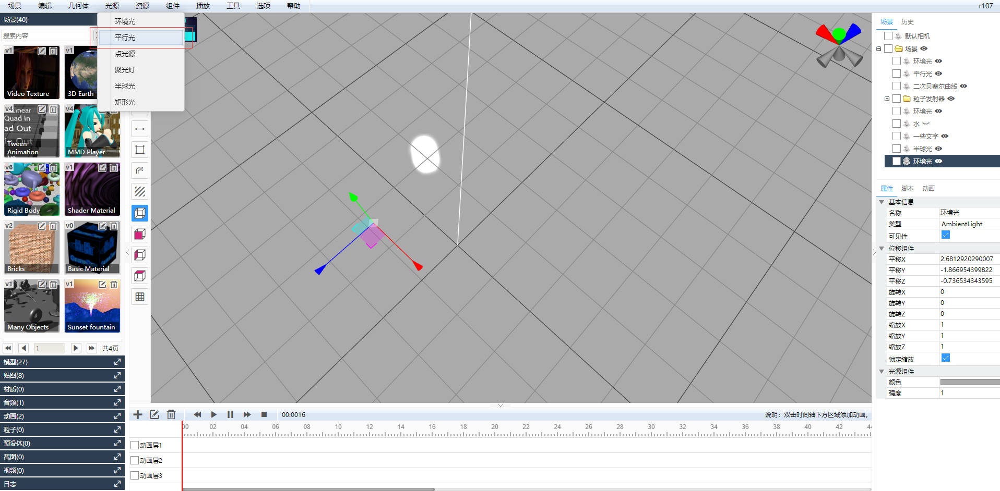 场景 编辑 几何体 光源 资源 组件 播放 工具 选项 帮助 r107
场景(40)
搜索内容
环境光
平行光
点光源
聚光灯
半球光
矩形光
v1 Video Texture
v1 3D Earth
v4 Linear
Quad In
ad Out
In Out
Tween
Animation
v4 MMD Player
v6 Rigid Body
v1 Shader Material
v2 Bricks
v0 Basic Material
v1 Many Objects
v1 Sunset fountain
1 共4页
模型(27)
贴图(8)
材质(0)
音频(1)
动画(2)
粒子(0)
预设体(0)
截图(0)
视频(0)
日志
00:0016
说明：双击时间轴下方区域添加动画。
00 02 04 06 08 10 12 14 16 18 20 22 24 26 28 30 32 34 36 38 40 42
动画层1
动画层2
动画层3
场景 历史
默认相机
场景
环境光
平行光
二次贝塞尔曲线
粒子发射器
环境光
水
一些文字
半球光
环境光
属性 脚本 动画
基本信息
名称 环境光
类型 AmbientLight
可见性
位移组件
平移X 2.6812920290007
平移Y -1.866954399822
平移Z -0.736534343595
旋转X 0
旋转Y 0
旋转Z 0
缩放X 1
缩放Y 1
缩放Z 1
锁定缩放
光源组件
颜色
强度 1